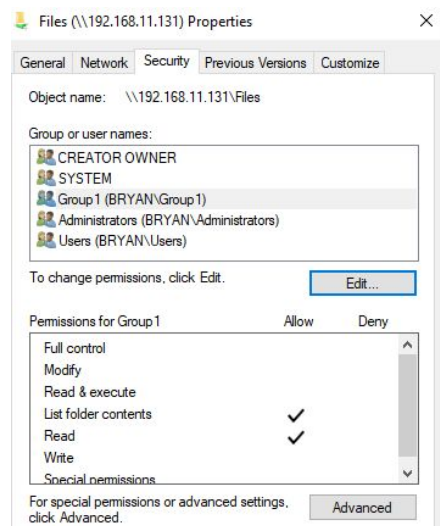 Files (\\192.168.11.131) Properties
General Network Security Previous Versions Customize
Object name: \\192.168.11.131\Files
Group or user names:
CREATOR OWNER
SYSTEM
Group1 (BRYAN\Group1)
Administrators (BRYAN\Administrators)
Users (BRYAN\Users)
To change permissions, click Edit.
Edit...
Permissions for Group1 Allow Deny
Full control
Modify
Read & execute
List folder contents
Read
Write
Special permissions
For special permissions or advanced settings,
click Advanced.
Advanced